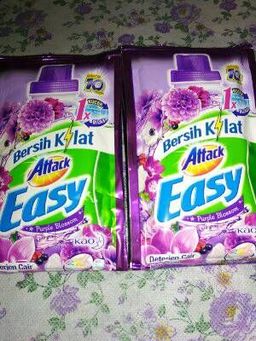 Bersih Kilat
Attack
Easy
Purple Blossom
Kao
Deterjen Cair
Bersih Kilat
Attack
Easy
Purple Blossom
Kao
Deterjen Cair